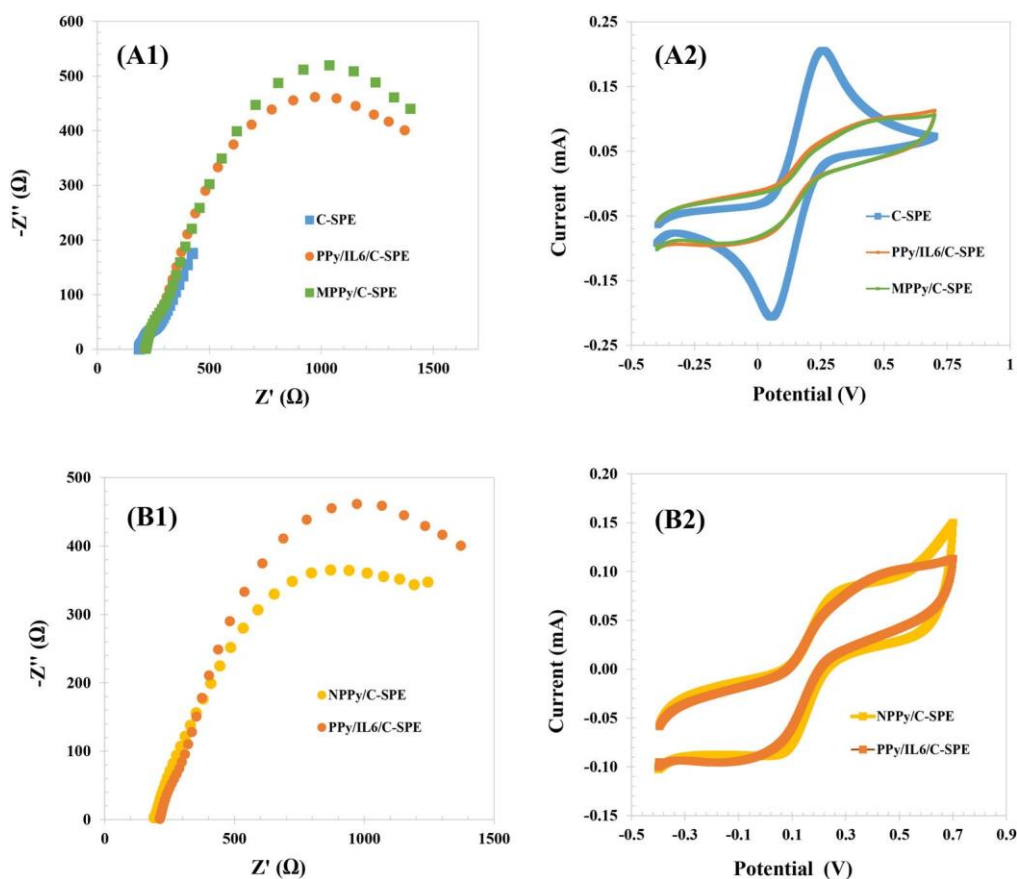 (A1)
600
500
400
300
200
100
0
0
500
1000
1500
-Z'' (Ω)
Z' (Ω)
C-SPE
PPy/IL6/C-SPE
MPPy/C-SPE
(A2)
0.25
0.15
0.05
-0.05
-0.15
-0.25
-0.5
-0.25
0
0.25
0.5
0.75
1
Current (mA)
Potential (V)
C-SPE
PPy/IL6/C-SPE
MPPy/C-SPE
(B1)
500
400
300
200
100
0
0
500
1000
1500
-Z'' (Ω)
Z' (Ω)
NPPy/C-SPE
PPy/IL6/C-SPE
(B2)
0.20
0.15
0.10
0.05
0.00
-0.05
-0.10
-0.15
-0.5
-0.3
-0.1
0.1
0.3
0.5
0.7
0.9
Current (mA)
Potential (V)
NPPy/C-SPE
PPy/IL6/C-SPE